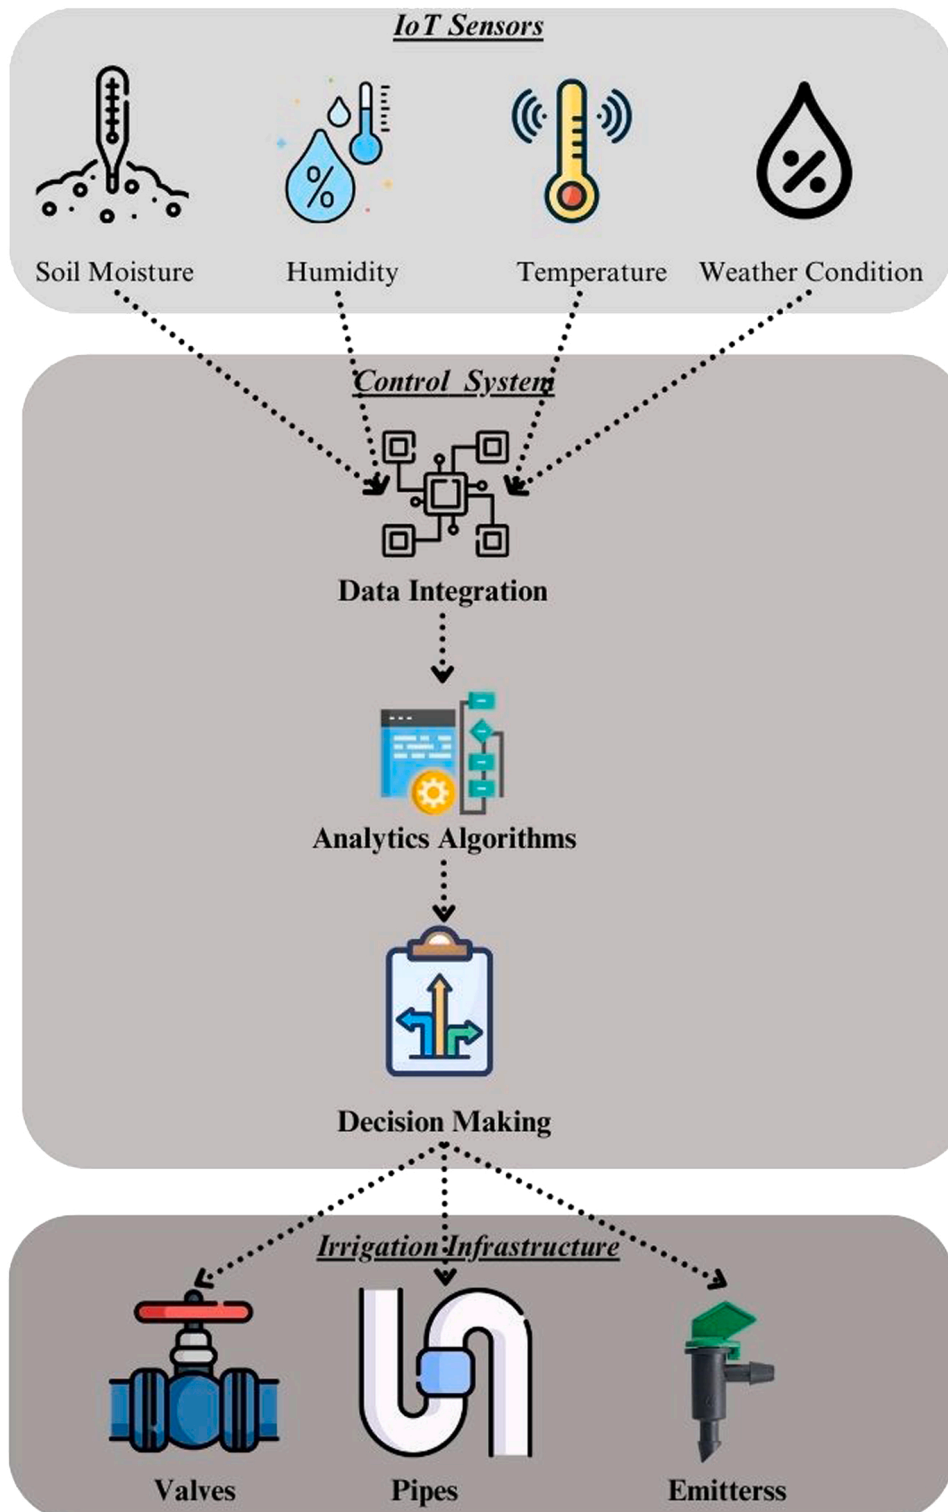 IoT Sensors
Soil Moisture Humidity Temperature Weather Condition
Control System
Data Integration
Analytics Algorithms
Decision Making
Irrigation Infrastructure
Valves Pipes Emitterss